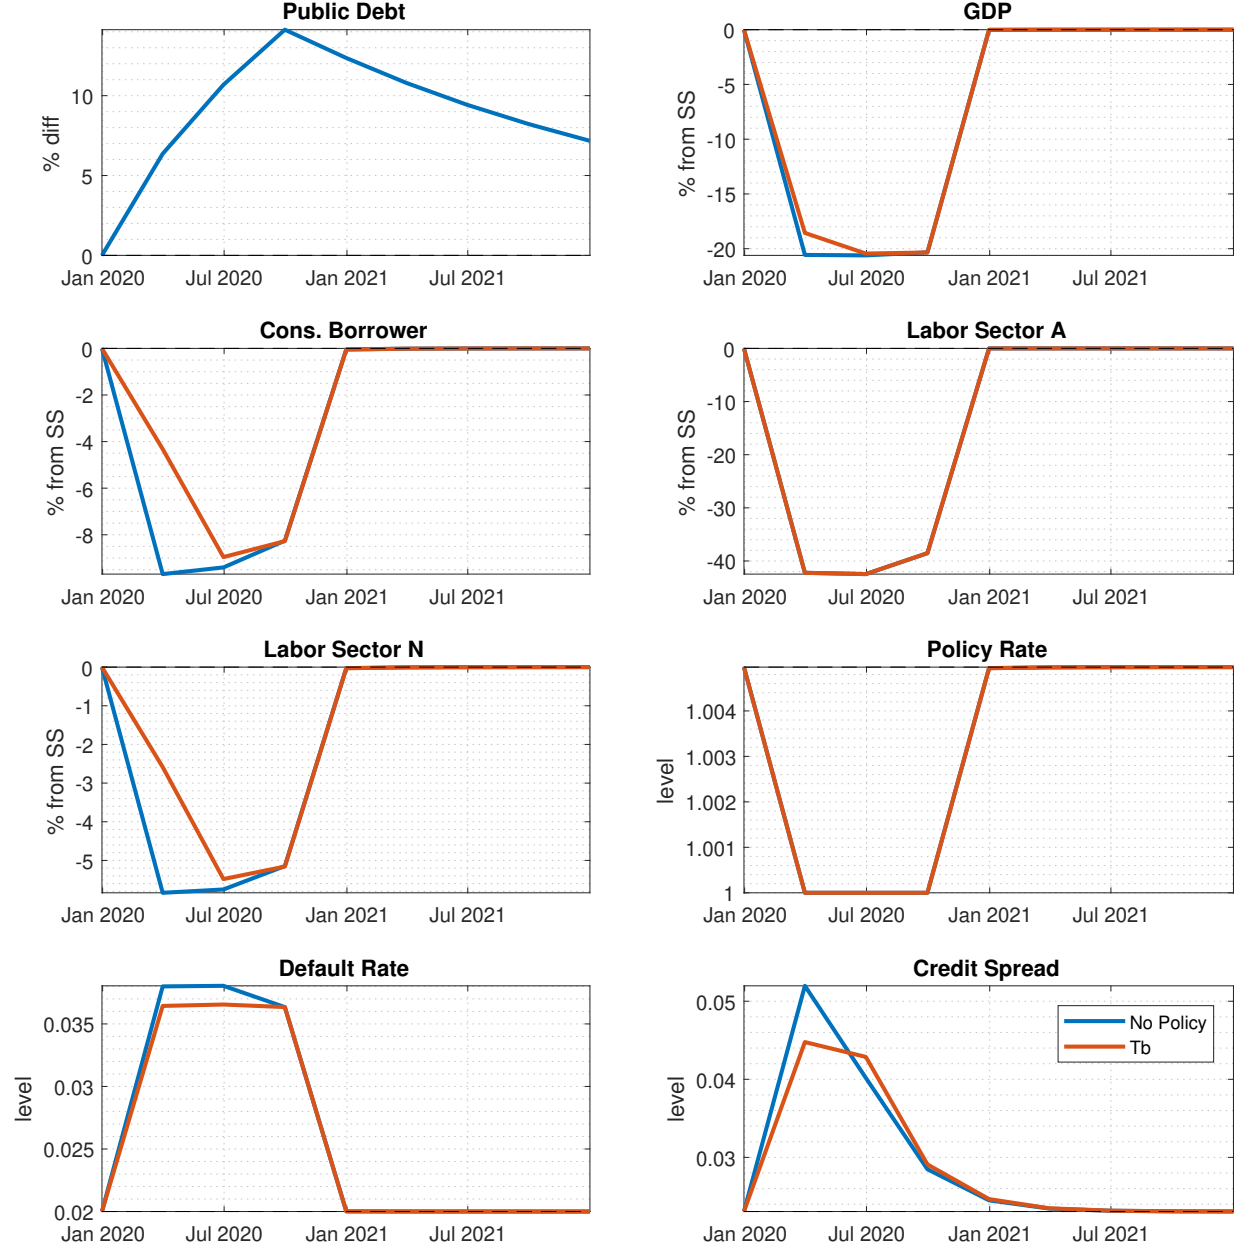 Public Debt
% diff
10
5
0
Jan 2020 Jul 2020 Jan 2021 Jul 2021
GDP
% from SS
0
-5
-10
-15
-20
Jan 2020 Jul 2020 Jan 2021 Jul 2021
Cons. Borrower
% from SS
0
-2
-4
-6
-8
Jan 2020 Jul 2020 Jan 2021 Jul 2021
Labor Sector A
% from SS
0
-10
-20
-30
-40
Jan 2020 Jul 2020 Jan 2021 Jul 2021
Labor Sector N
% from SS
0
-1
-2
-3
-4
-5
Jan 2020 Jul 2020 Jan 2021 Jul 2021
Policy Rate
level
1.004
1.003
1.002
1.001
1
Jan 2020 Jul 2020 Jan 2021 Jul 2021
Default Rate
level
0.035
0.03
0.025
0.02
Jan 2020 Jul 2020 Jan 2021 Jul 2021
Credit Spread
level
0.05
0.04
0.03
No Policy
Tb
Jan 2020 Jul 2020 Jan 2021 Jul 2021